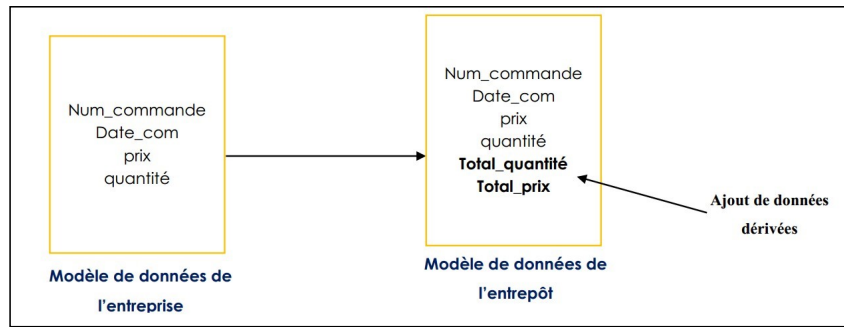 Num_commande
Date_com
prix
quantité
Modèle de données de
l'entreprise
Num_commande
Date_com
prix
quantité
Total_quantité
Total_prix
Modèle de données de
l'entrepôt
Ajout de données
dérivées